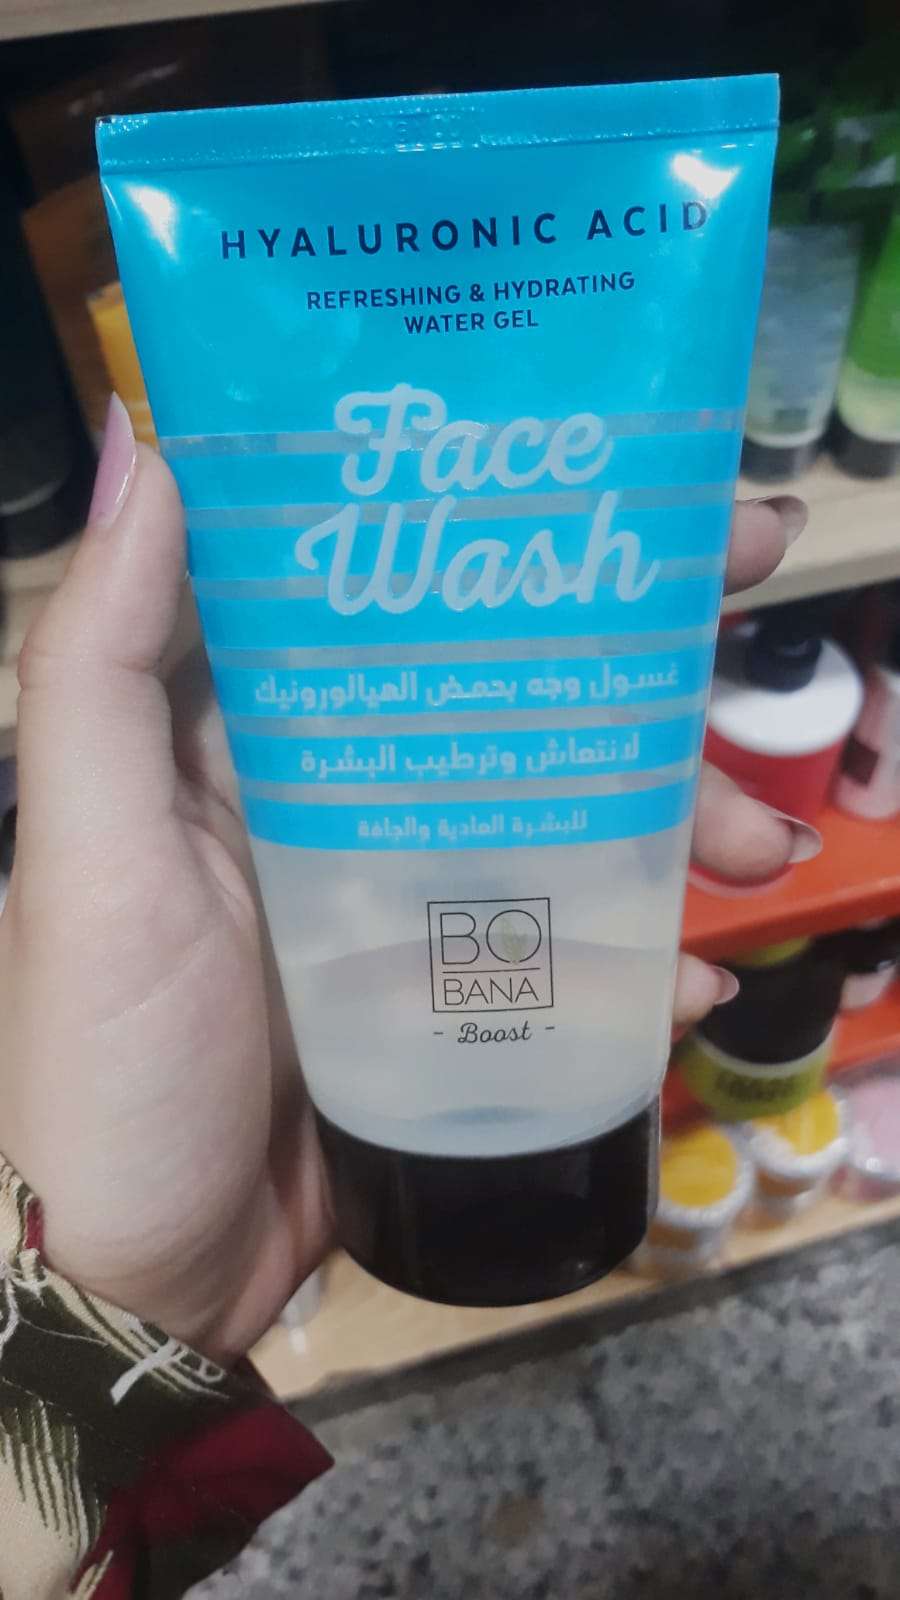 HYALURONIC ACID
REFRESHING & HYDRATING
WATER GEL
Face
Wash
غسول وجه بحمض الهيالورونيك
لانتعاش وترطيب البشرة
للبشرة العادية والجافة
BO
BANA
- Boost -